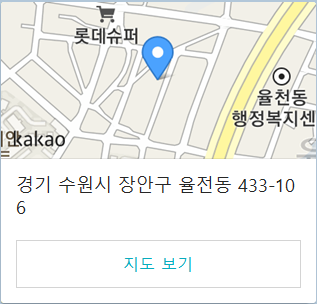 롯데슈퍼
율천동
행정복지센
kakao
경기 수원시 장안구 율전동 433-10
6
지도 보기